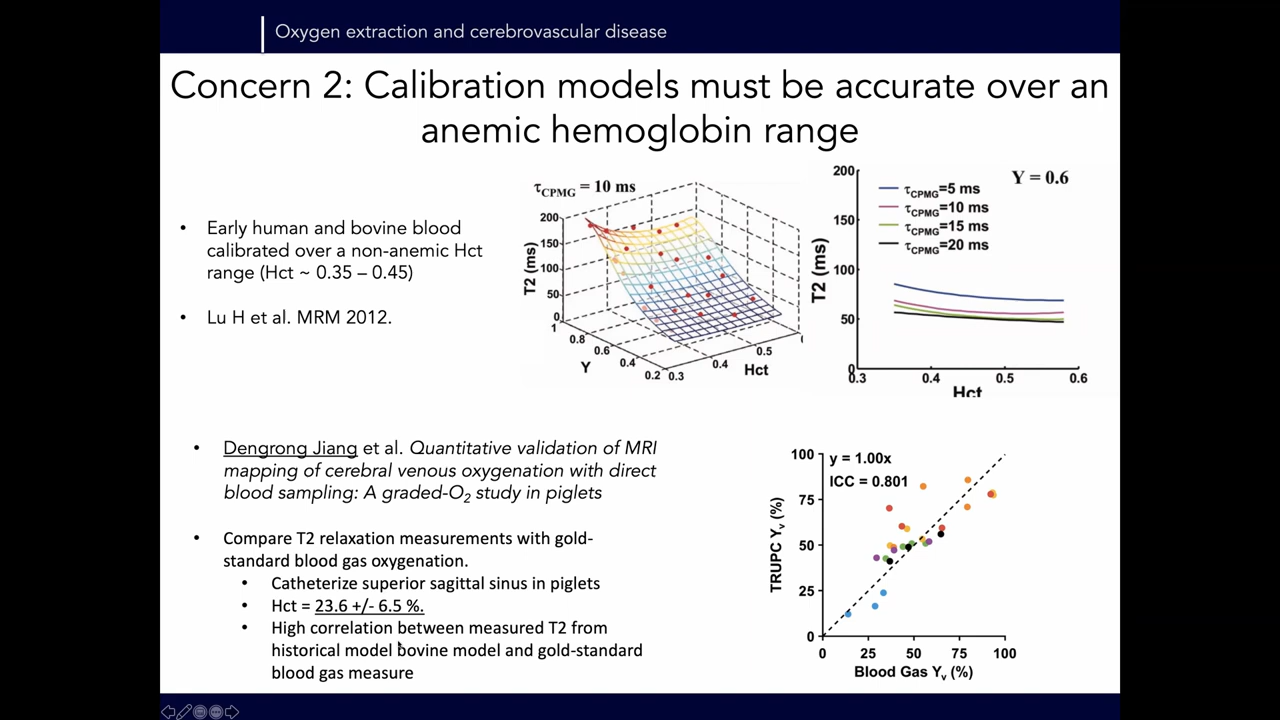 Oxygen extraction and cerebrovascular disease
Concern 2: Calibration models must be accurate over an
anemic hemoglobin range
• Early human and bovine blood
calibrated over a non-anemic Hct
range (Hct ~ 0.35 – 0.45)
• Lu H et al. MRM 2012.
τCPMG = 10 ms
T2 (ms)
200
150
100
50
0
1
0.8
0.6
0.4
0.2
Y
0.3
0.4
0.5
Hct
Y = 0.6
τCPMG=5 ms
τCPMG=10 ms
τCPMG=15 ms
τCPMG=20 ms
T2 (ms)
200
150
100
50
0
0.3 0.4 0.5 0.6
Hct
• Dengrong Jiang et al. Quantitative validation of MRI
mapping of cerebral venous oxygenation with direct
blood sampling: A graded-O₂ study in piglets
• Compare T2 relaxation measurements with gold-
standard blood gas oxygenation.
• Catheterize superior sagittal sinus in piglets
• Hct = 23.6 +/- 6.5 %.
• High correlation between measured T2 from
historical model bovine model and gold-standard
blood gas measure
y = 1.00x
ICC = 0.801
TRUPC Yv (%)
100
75
50
25
0
0 25 50 75 100
Blood Gas Yv (%)